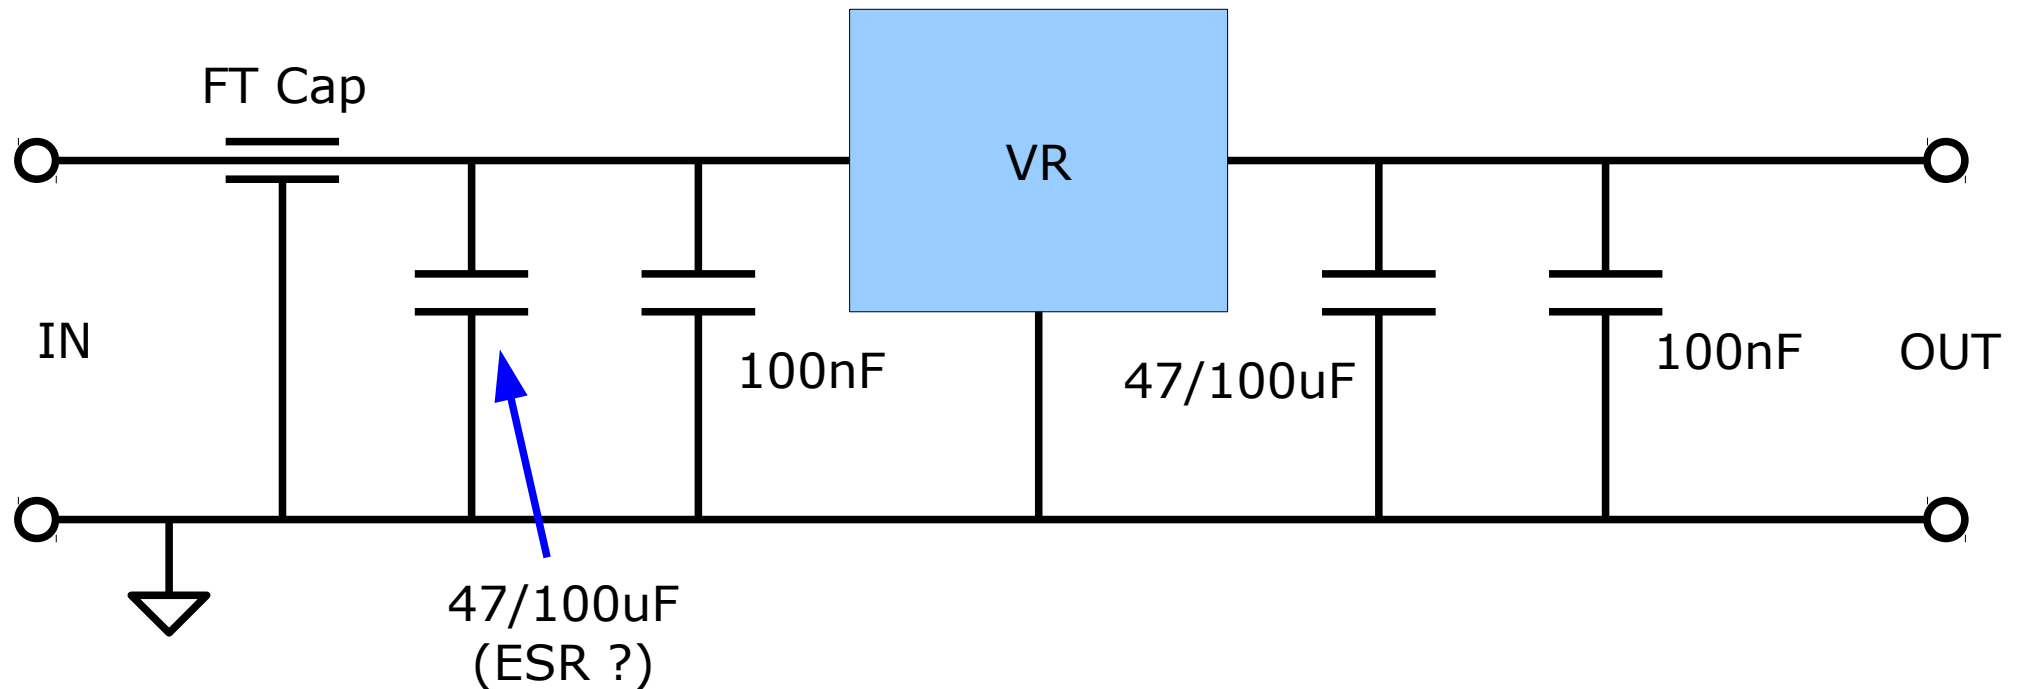 FT Cap
VR
IN
100nF
47/100uF
100nF
OUT
47/100uF
(ESR ?)